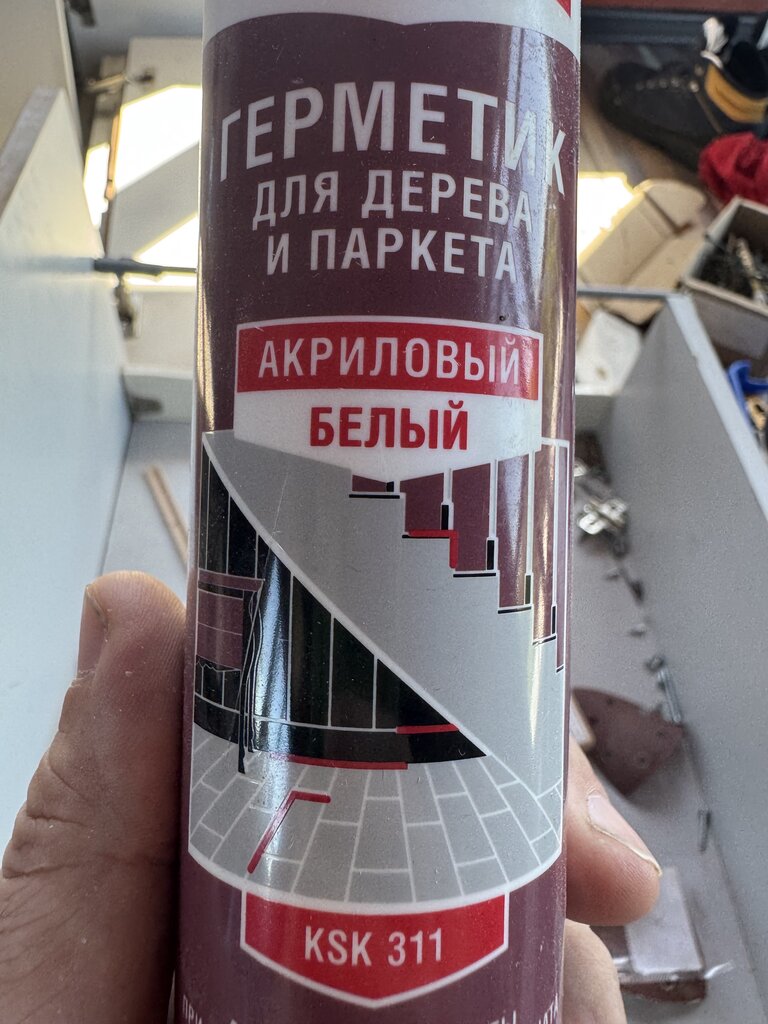 ГЕРМЕТИК
ДЛЯ ДЕРЕВА
И ПАРКЕТА
АКРИЛОВЫЙ
БЕЛЫЙ
KSK 311